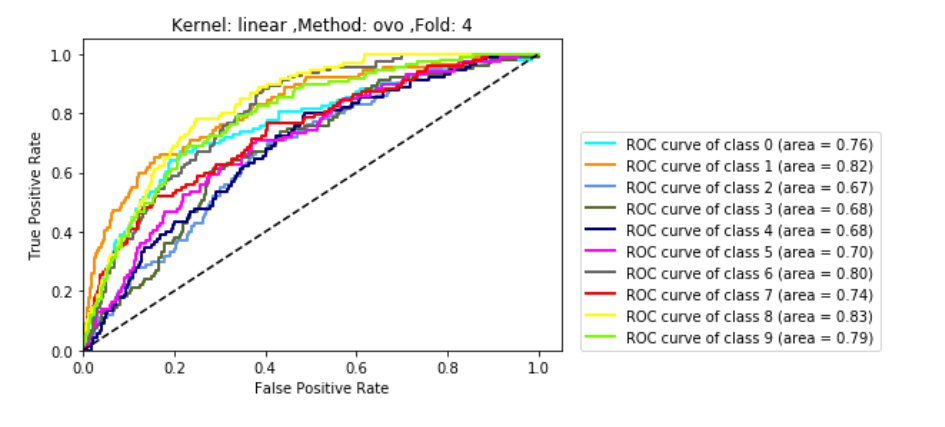 Kernel: linear ,Method: ovo ,Fold: 4
True Positive Rate
1.0
0.8
0.6
0.4
0.2
0.0
0.0 0.2 0.4 0.6 0.8 1.0
False Positive Rate
ROC curve of class 0 (area = 0.76)
ROC curve of class 1 (area = 0.82)
ROC curve of class 2 (area = 0.67)
ROC curve of class 3 (area = 0.68)
ROC curve of class 4 (area = 0.68)
ROC curve of class 5 (area = 0.70)
ROC curve of class 6 (area = 0.80)
ROC curve of class 7 (area = 0.74)
ROC curve of class 8 (area = 0.83)
ROC curve of class 9 (area = 0.79)